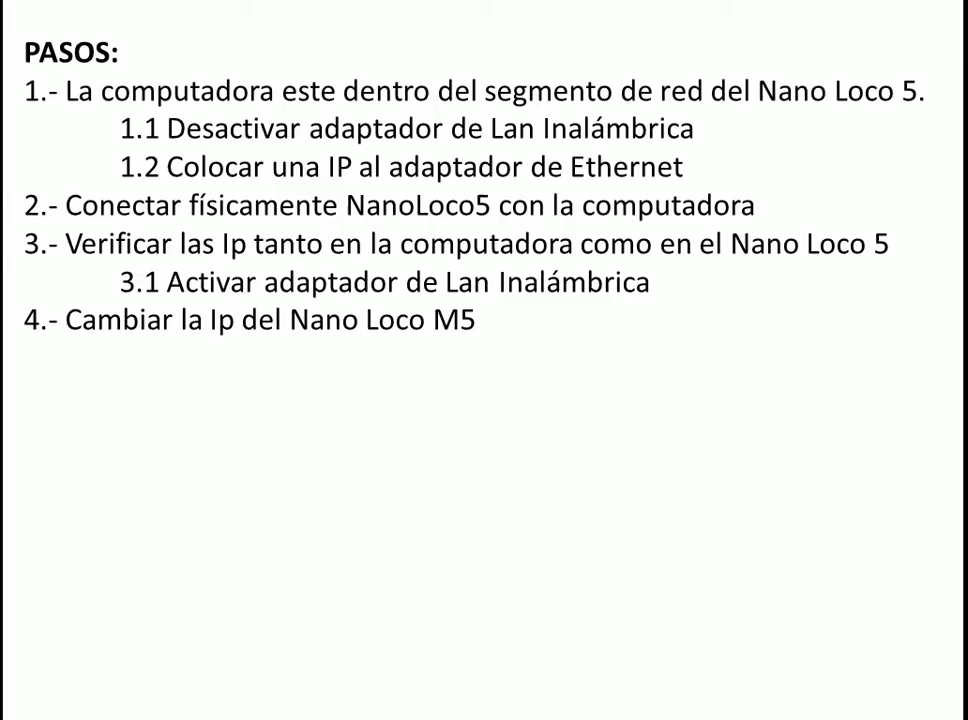 PASOS:
1.- La computadora este dentro del segmento de red del Nano Loco 5.
1.1 Desactivar adaptador de Lan Inalámbrica
1.2 Colocar una IP al adaptador de Ethernet
2.- Conectar físicamente NanoLoco5 con la computadora
3.- Verificar las Ip tanto en la computadora como en el Nano Loco 5
3.1 Activar adaptador de Lan Inalámbrica
4.- Cambiar la Ip del Nano Loco M5